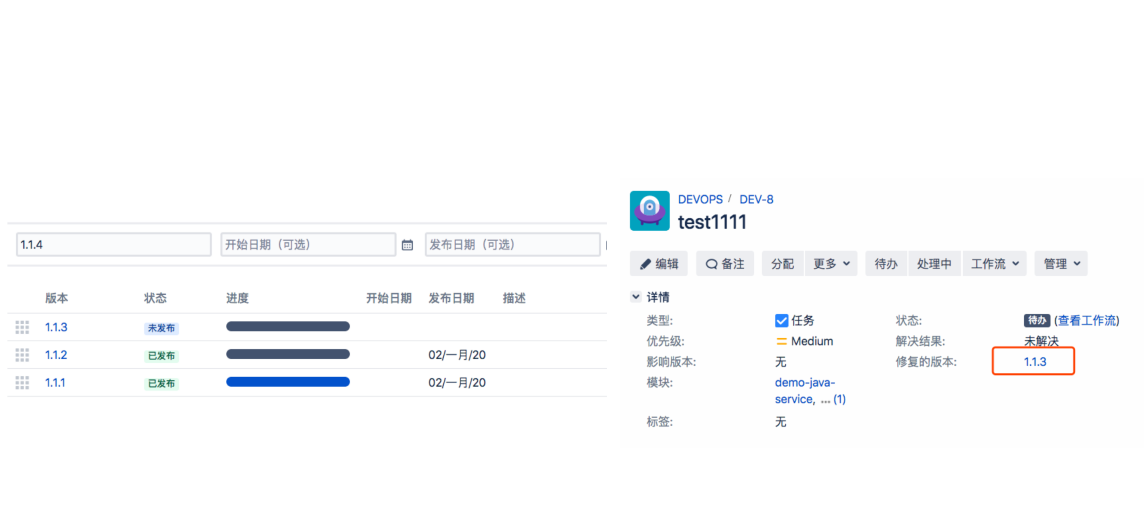 1.1.4 开始日期（可选） 发布日期（可选）
版本 状态 进度 开始日期 发布日期 描述
1.1.3 未发布
1.1.2 已发布 02/一月/20
1.1.1 已发布 02/一月/20
DEVOPS / DEV-8
test1111
编辑 备注 分配 更多 待办 处理中 工作流 管理
详情
类型: 任务 状态: 待办 (查看工作流)
优先级: Medium 解决结果: 未解决
影响版本: 无 修复的版本: 1.1.3
模块: demo-java-
service, ... (1)
标签: 无